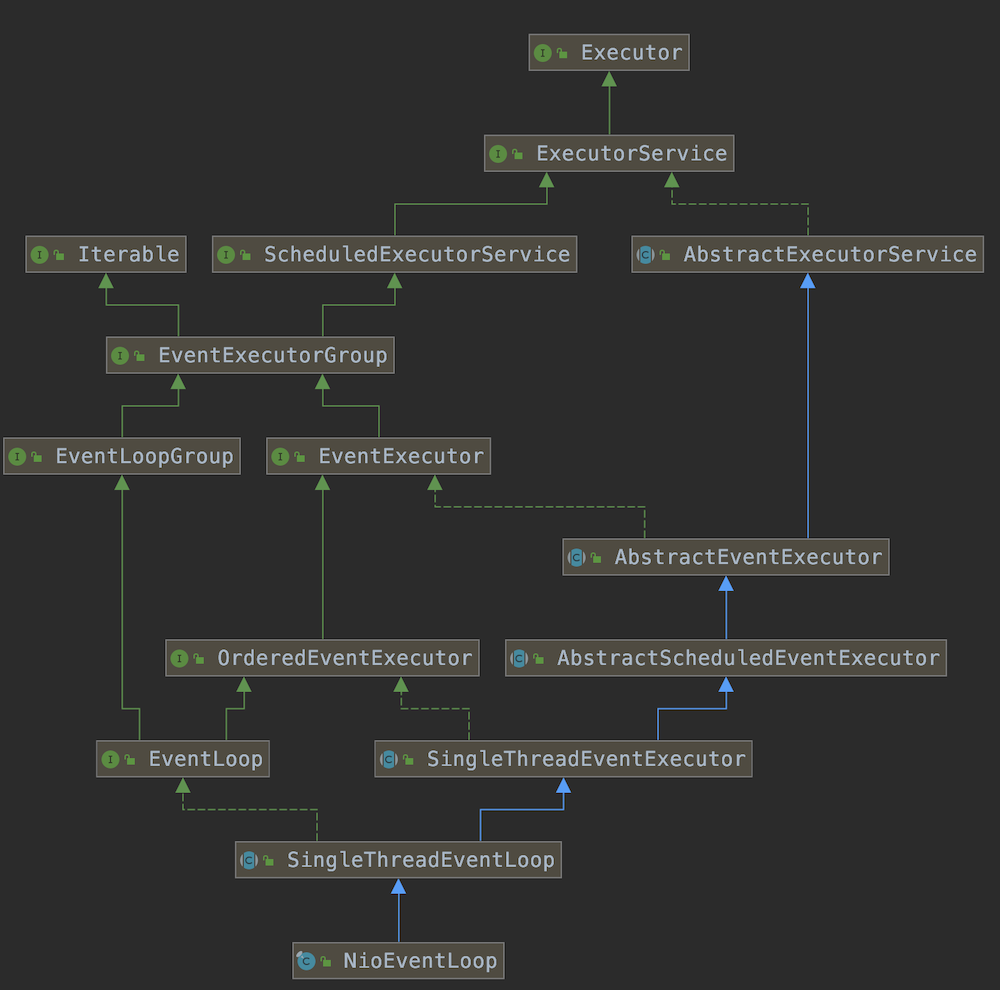 Executor
ExecutorService
Iterable
ScheduledExecutorService
AbstractExecutorService
EventExecutorGroup
EventLoopGroup
EventExecutor
AbstractEventExecutor
OrderedEventExecutor
AbstractScheduledEventExecutor
EventLoop
SingleThreadEventExecutor
SingleThreadEventLoop
NioEventLoop